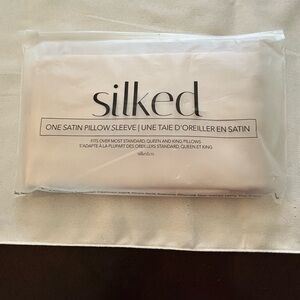 silked
ONE SATIN PILLOW SLEEVE | UNE TAIE D'OREILLER EN SATIN
FITS OVER MOST STANDARD, QUEEN AND KING PILLOWS
S'ADAPTE À LA PLUPART DES OREILLERS STANDARD, QUEEN ET KING